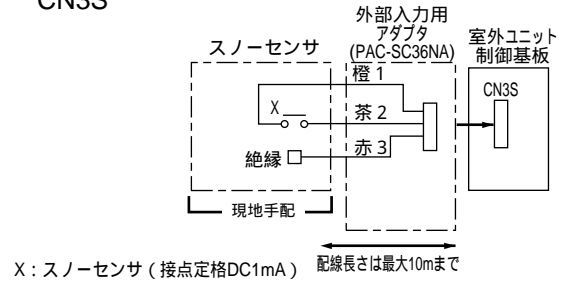 CN3S
外部入力用
アダプタ
(PAC-SC36NA)
室外ユニット
制御基板
スノーセンサ
橙 1
CN3S
X
茶 2
赤 3
絶縁
現地手配
配線長さは最大10mまで
X：スノーセンサ（接点定格DC1mA）